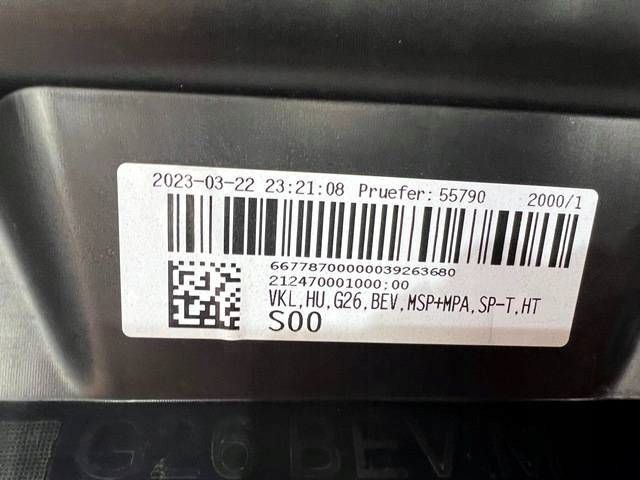 2023-03-22 23:21:08 Pruefer: 55790 2000/1
66778700000039263680
212470001000;00
VKL,HU,G26,BEV,MSP+MPA,SP-T,HT
S00
G26 BEV M